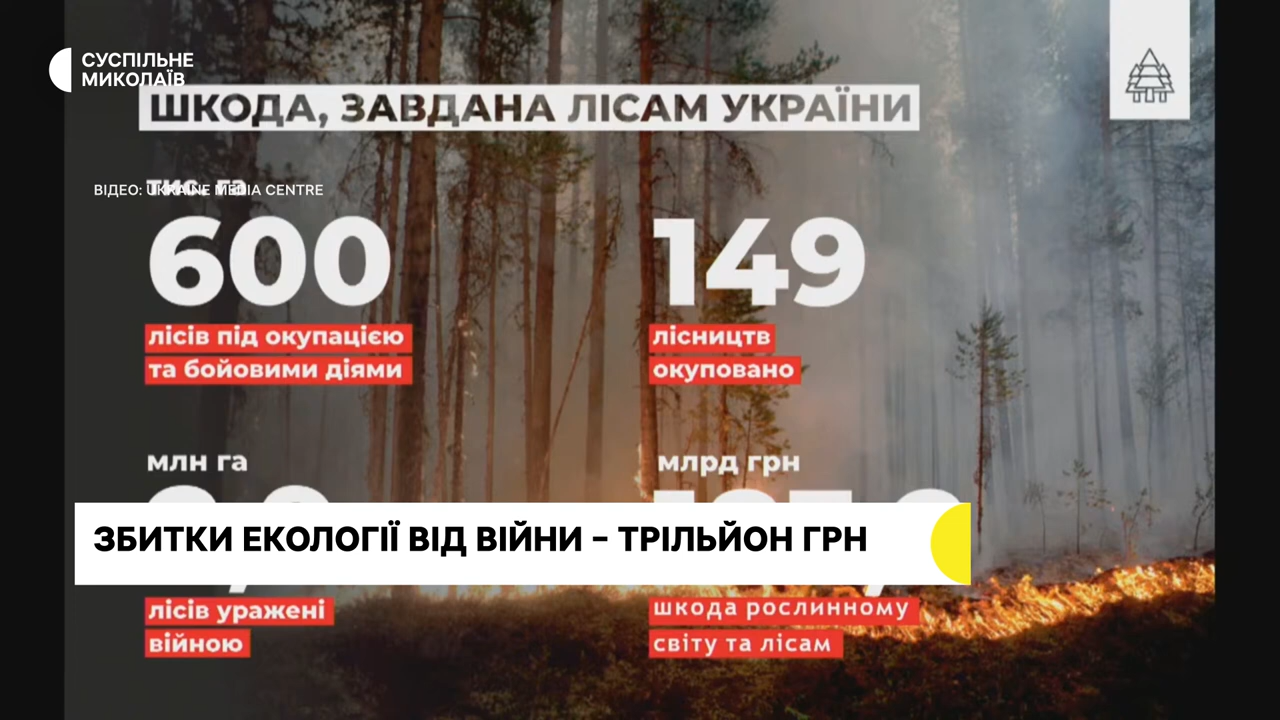 СУСПІЛЬНЕ
МИКОЛАЇВ
ШКОДА, ЗАВДАНА ЛІСАМ УКРАЇНИ
тис. га
ВІДЕО: UKRAINE MEDIA CENTRE
600
149
лісів під окупацією
та бойовими діями
лісництв
окуповано
млн га
млрд грн
ЗБИТКИ ЕКОЛОГІЇ ВІД ВІЙНИ – ТРІЛЬЙОН ГРН
лісів уражені
війною
шкода рослинному
світу та лісам